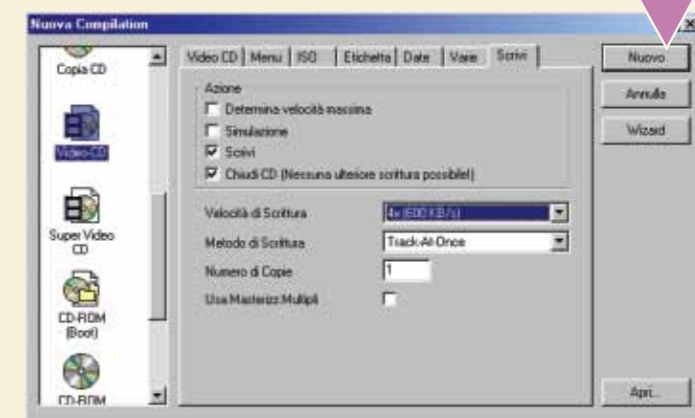 Nuova Compilation
Copia CD
Video-CD
Super Video
CD
CD-ROM
(Boot)
CD-ROM
Video CD
Menu
ISO
Etichetta
Date
Varie
Scrivi
Azione
Determina velocità massima
Simulazione
Scrivi
Chiudi CD (Nessuna ulteriore scrittura possibile!)
Velocità di Scrittura
4x (600 KB/s)
Metodo di Scrittura
Track-At-Once
Numero di Copie
1
Usa Masterizz Multipli
Nuovo
Annulla
Wizard
Apri...